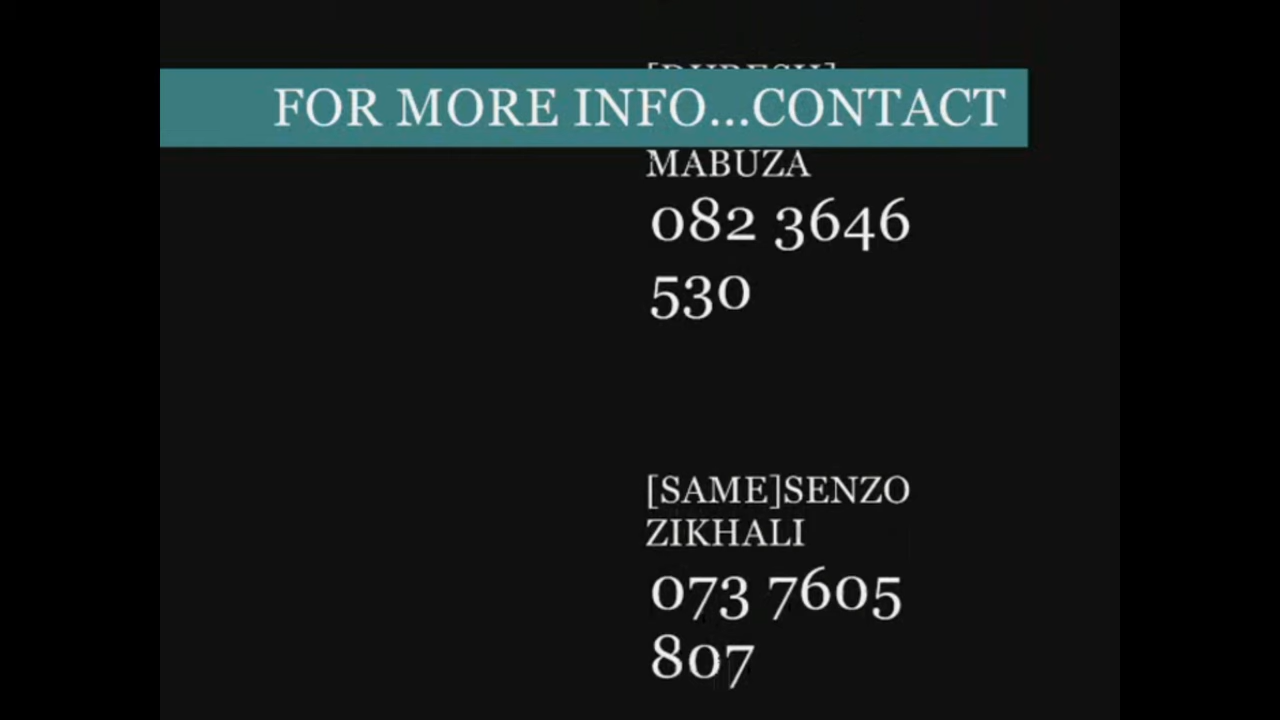 FOR MORE INFO...CONTACT
MABUZA
082 3646
530
[SAME]SENZO
ZIKHALI
073 7605
807